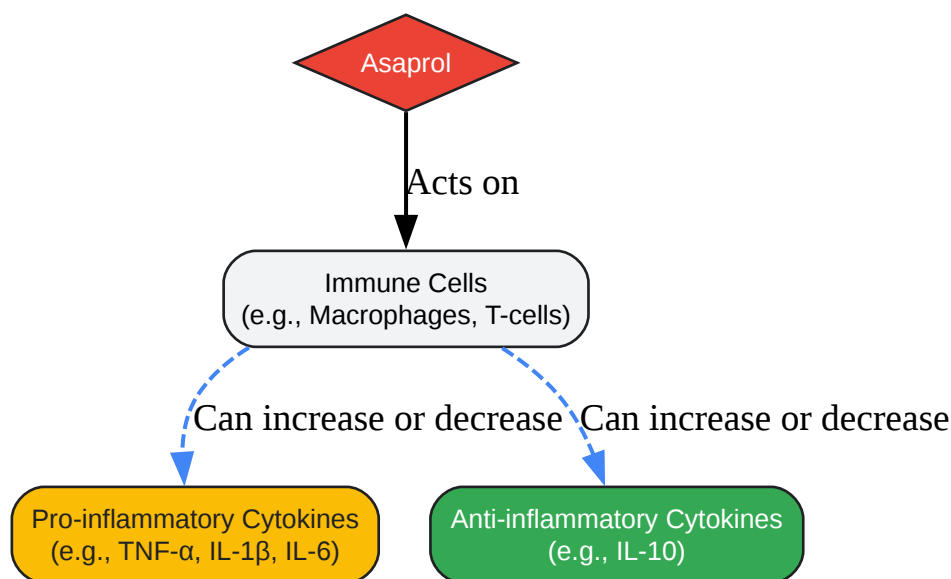 Asaprol
Acts on
Immune Cells
(e.g., Macrophages, T-cells)
Can increase or decrease
Can increase or decrease
Pro-inflammatory Cytokines
(e.g., TNF-α, IL-1β, IL-6)
Anti-inflammatory Cytokines
(e.g., IL-10)